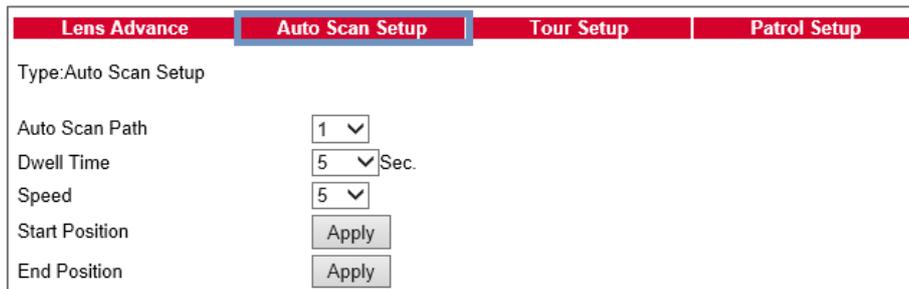 Lens Advance Auto Scan Setup Tour Setup Patrol Setup
Type:Auto Scan Setup
Auto Scan Path 1
Dwell Time 5 Sec.
Speed 5
Start Position Apply
End Position Apply